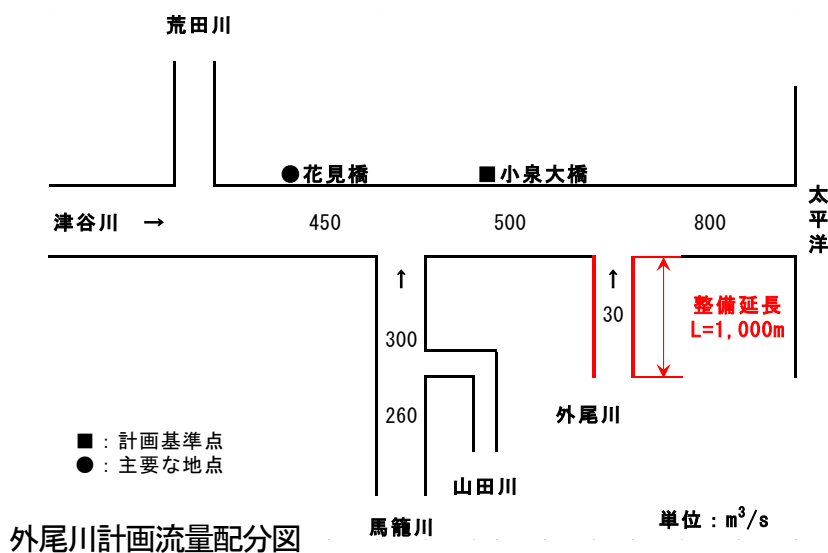 荒田川
●花見橋
■小泉大橋
津谷川 →
450
500
800
太平洋
↑
↑
30
整備延長
L=1,000m
300
260
外尾川
■：計画基準点
●：主要な地点
山田川
馬籠川
単位：m³/s
外尾川計画流量配分図